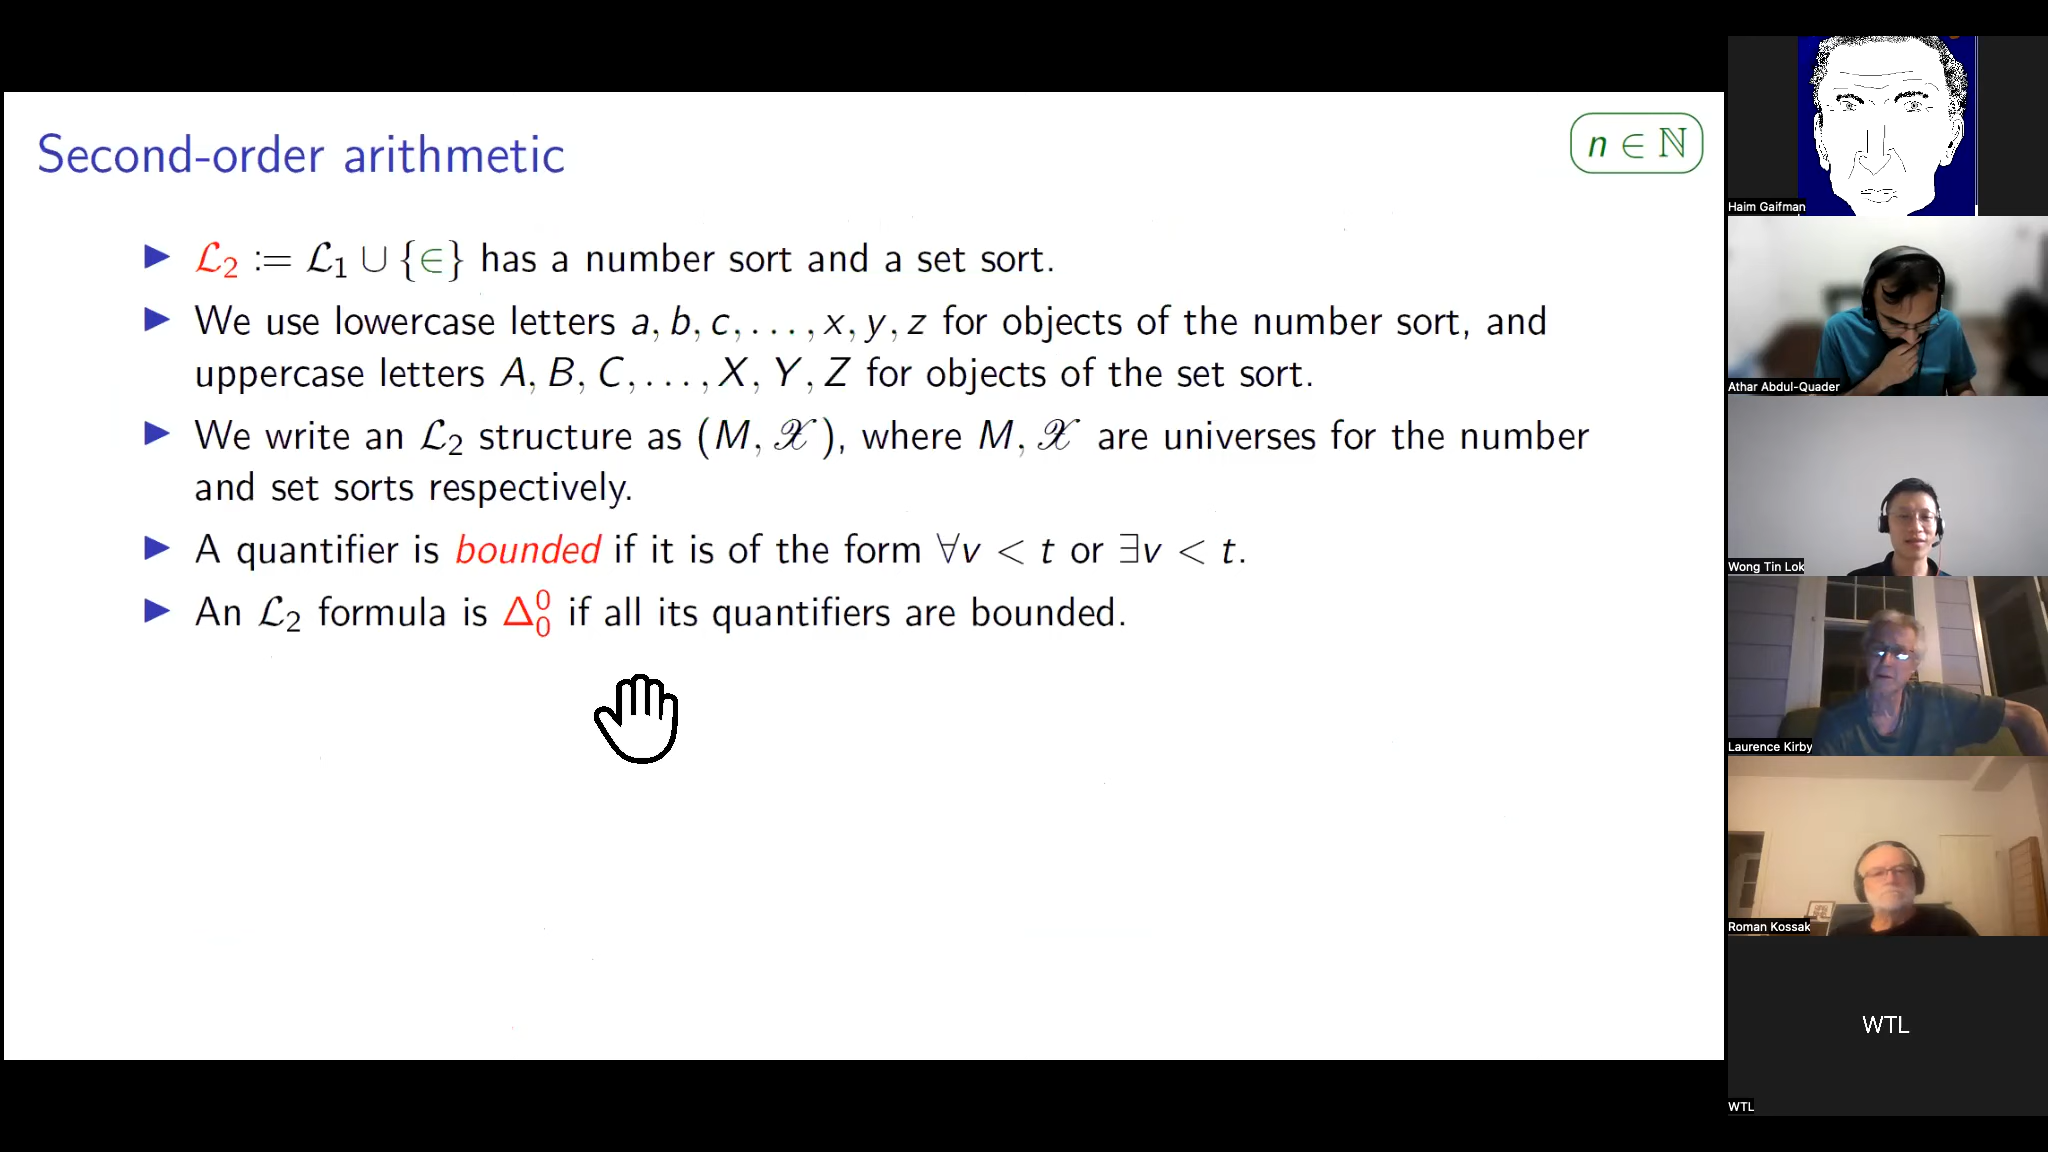 Second-order arithmetic
n ∈ ℕ
▶ ℒ₂ := ℒ₁ ∪ {∈} has a number sort and a set sort.
▶ We use lowercase letters a, b, c, . . . , x, y, z for objects of the number sort, and
uppercase letters A, B, C, . . . , X, Y, Z for objects of the set sort.
▶ We write an ℒ₂ structure as (M, 𝒳), where M, 𝒳 are universes for the number
and set sorts respectively.
▶ A quantifier is bounded if it is of the form ∀v < t or ∃v < t.
▶ An ℒ₂ formula is Δ⁰₀ if all its quantifiers are bounded.
Haim Gaifman
Athar Abdul-Quader
Wong Tin Lok
Laurence Kirby
Roman Kossak
WTL
WTL